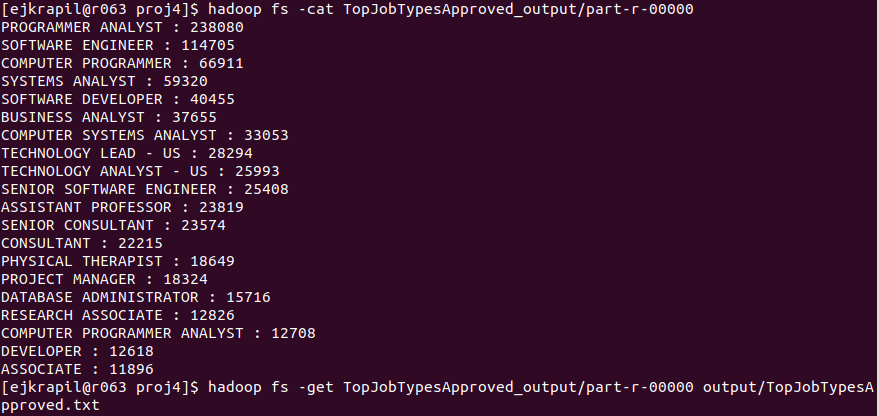 [ejkrapil@r063 proj4]$ hadoop fs -cat TopJobTypesApproved_output/part-r-00000
PROGRAMMER ANALYST : 238080
SOFTWARE ENGINEER : 114705
COMPUTER PROGRAMMER : 66911
SYSTEMS ANALYST : 59320
SOFTWARE DEVELOPER : 40455
BUSINESS ANALYST : 37655
COMPUTER SYSTEMS ANALYST : 33053
TECHNOLOGY LEAD - US : 28294
TECHNOLOGY ANALYST - US : 25993
SENIOR SOFTWARE ENGINEER : 25408
ASSISTANT PROFESSOR : 23819
SENIOR CONSULTANT : 23574
CONSULTANT : 22215
PHYSICAL THERAPIST : 18649
PROJECT MANAGER : 18324
DATABASE ADMINISTRATOR : 15716
RESEARCH ASSOCIATE : 12826
COMPUTER PROGRAMMER ANALYST : 12708
DEVELOPER : 12618
ASSOCIATE : 11896
[ejkrapil@r063 proj4]$ hadoop fs -get TopJobTypesApproved_output/part-r-00000 output/TopJobTypesA
pproved.txt